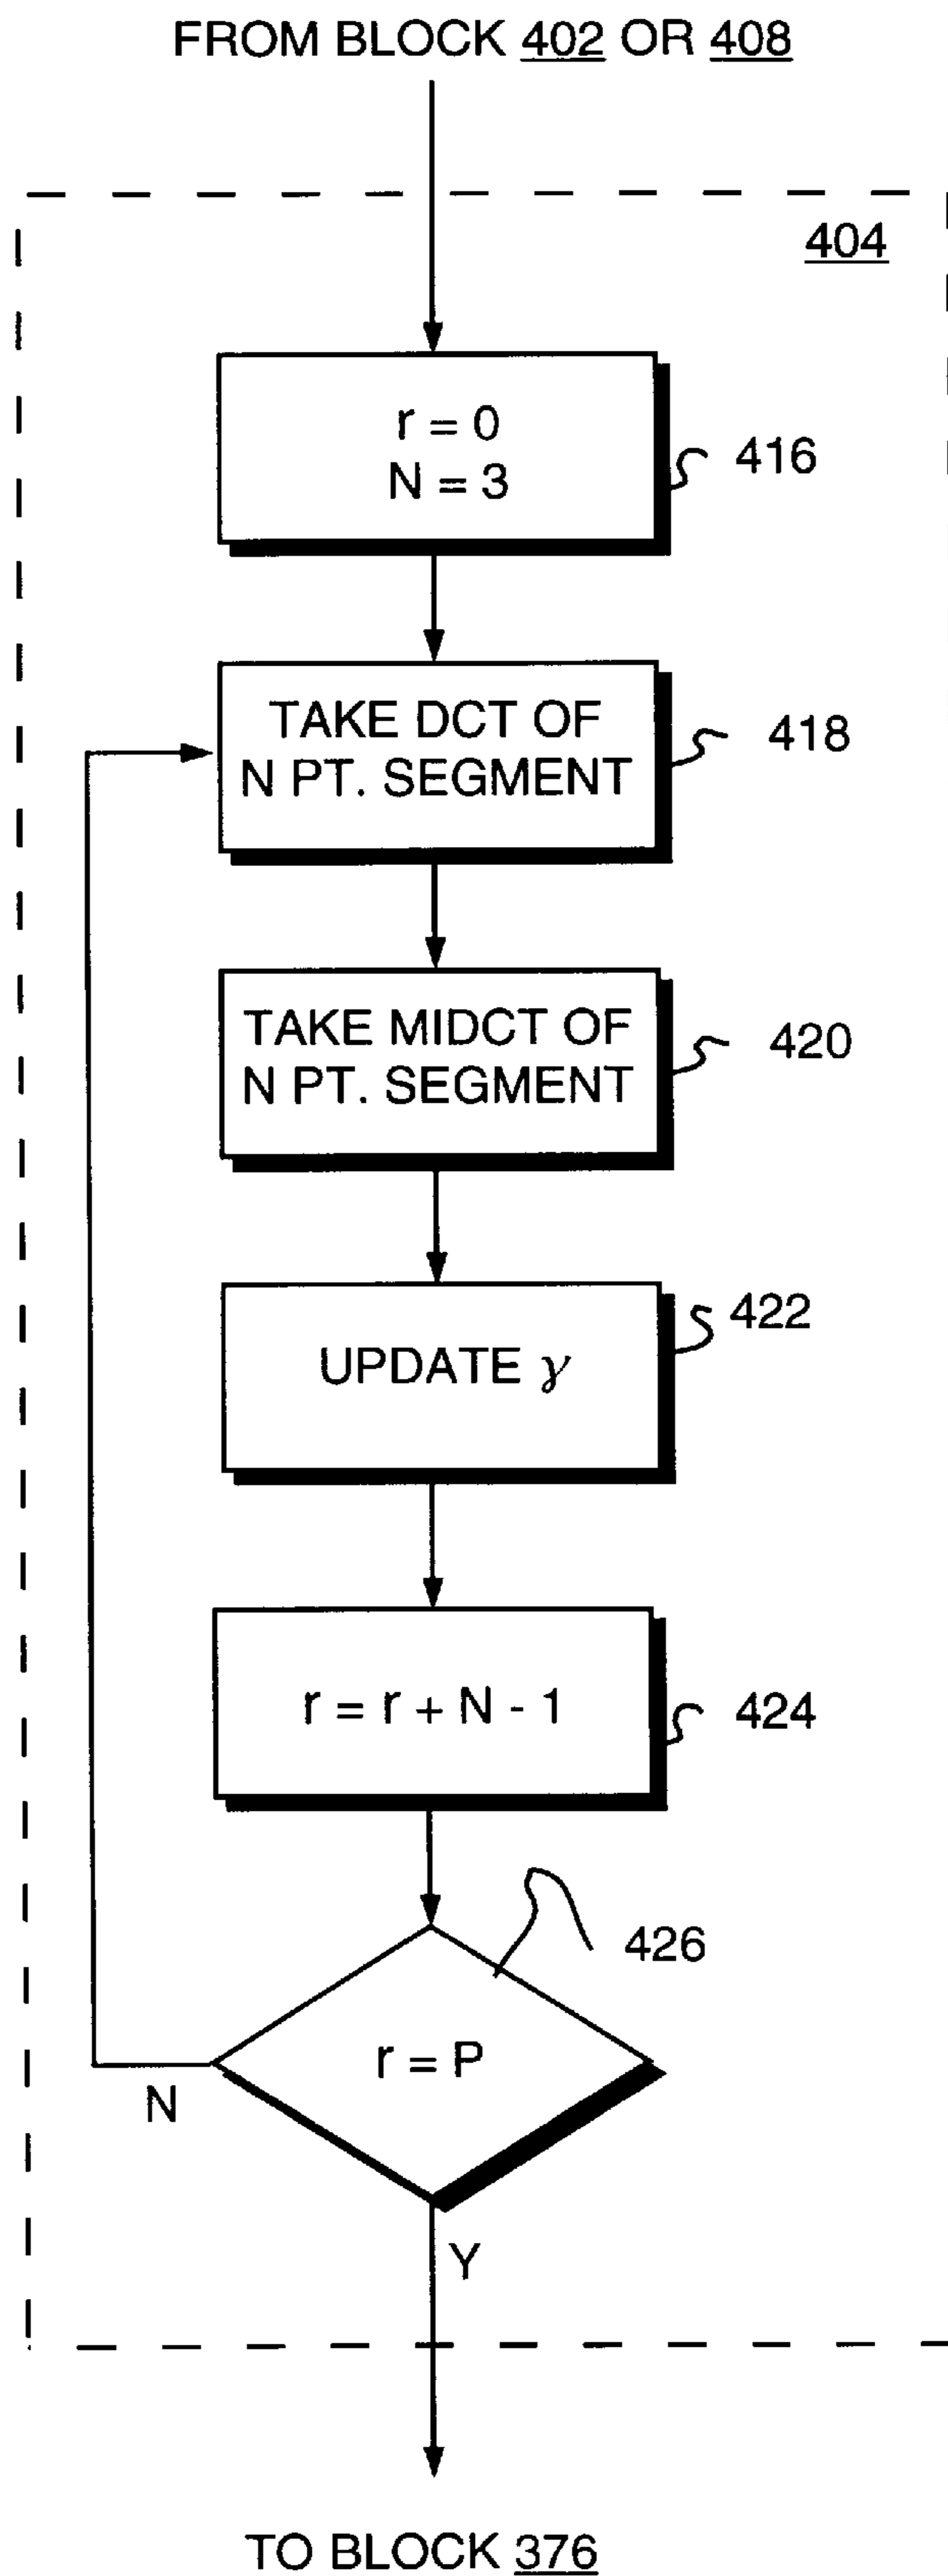 FROM BLOCK 402 OR 408
404
r = 0
N = 3
416
TAKE DCT OF
N PT. SEGMENT
418
TAKE MIDCT OF
N PT. SEGMENT
420
UPDATE γ
422
r = r + N - 1
424
r = P
426
N
Y
TO BLOCK 376